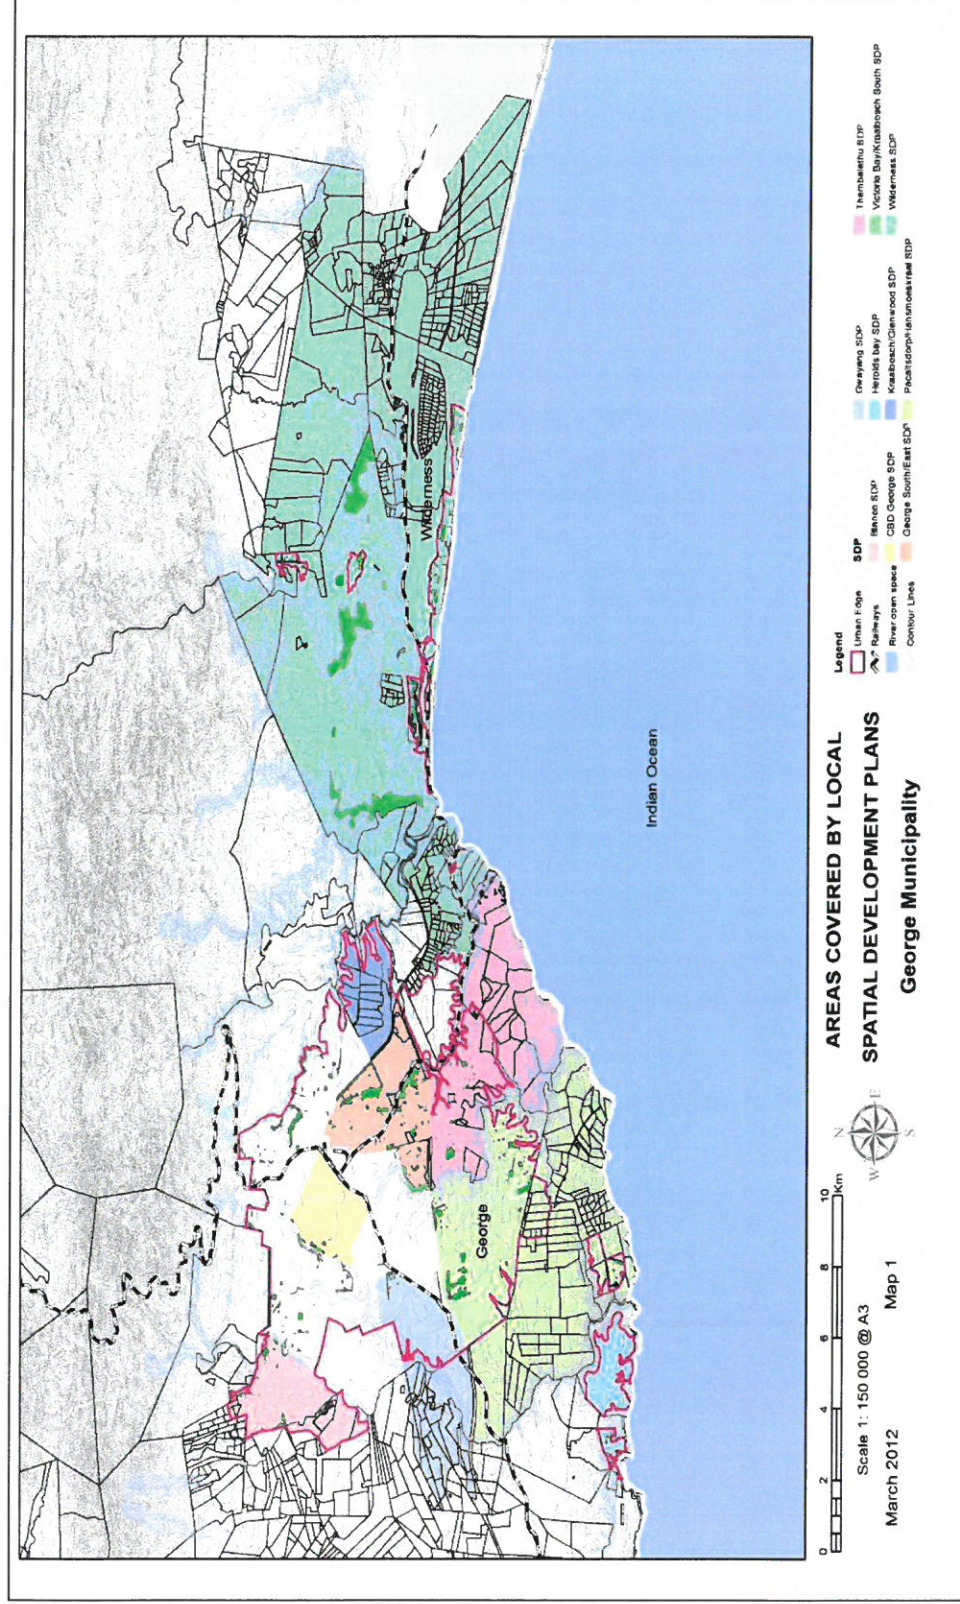 Wilderness
George
Indian Ocean
AREAS COVERED BY LOCAL
SPATIAL DEVELOPMENT PLANS
George Municipality
N
W E
S
0 2 4 6 8 10 Km
Scale 1: 150 000 @ A3
March 2012 Map 1
Legend
Urban Edge
Railways
River open space
Contour Lines
SDP
Blanco SDP
CBD George SDP
George South/East SDP
Gwayang SDP
Herolds bay SDP
Kraaibosch/Glenwood SDP
Pacaltsdorp/Hansmoeskraal SDP
Thembalethu SDP
Victoria Bay/Kraaibosch South SDP
Wilderness SDP